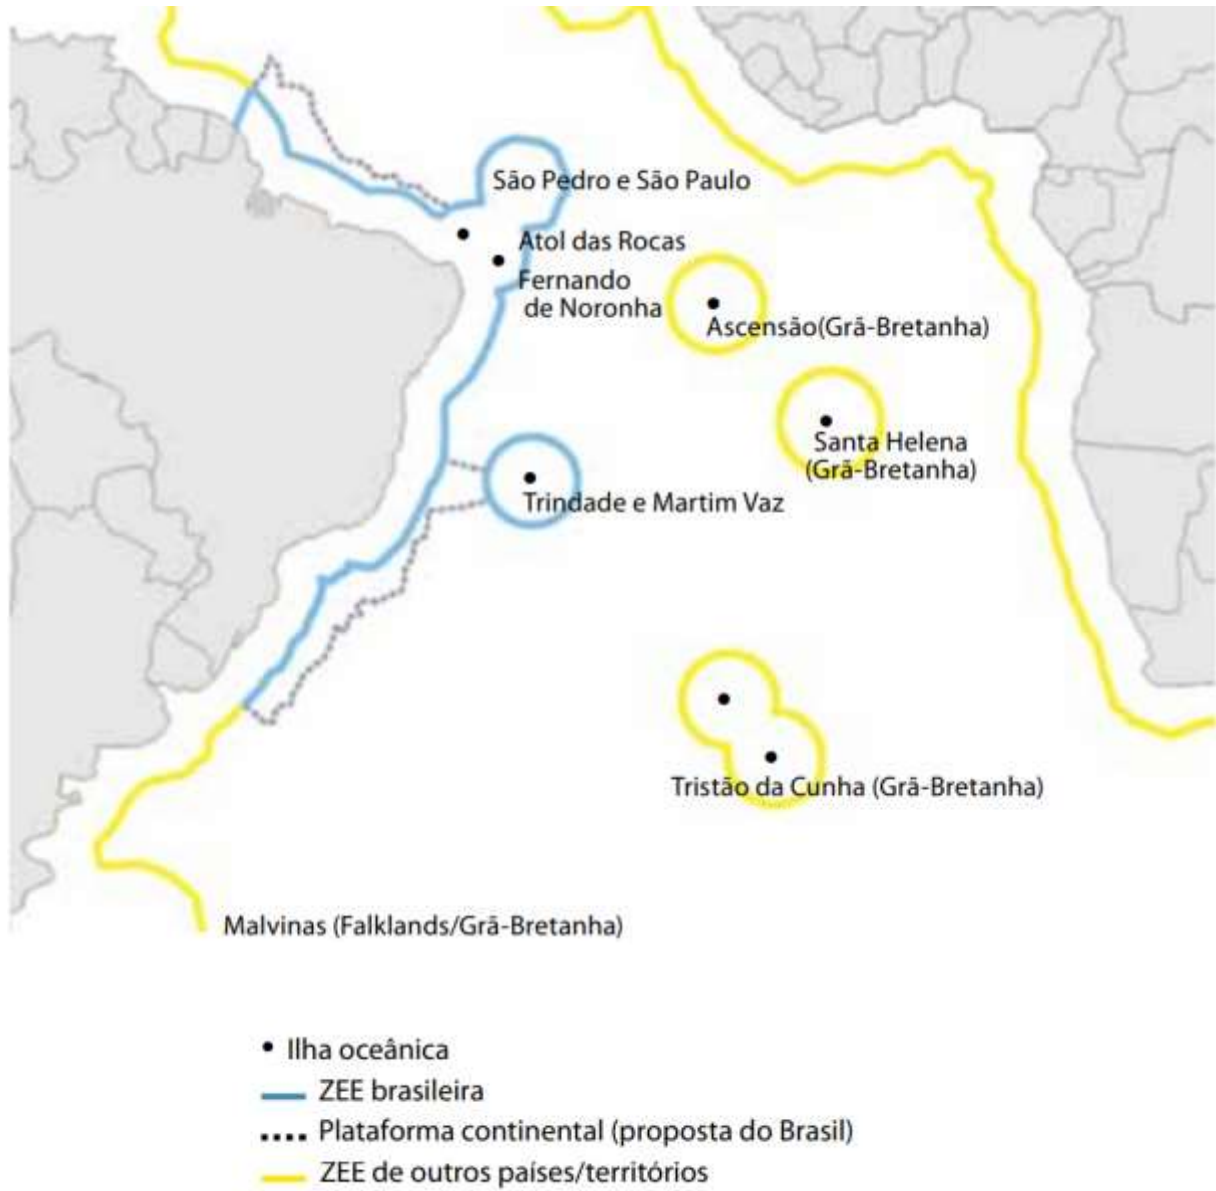 São Pedro e São Paulo
Atol das Rocas
Fernando
de Noronha
Ascensão(Grã-Bretanha)
Santa Helena
(Grã-Bretanha)
Trindade e Martim Vaz
Tristão da Cunha (Grã-Bretanha)
Malvinas (Falklands/Grã-Bretanha)
Ilha oceânica
ZEE brasileira
Plataforma continental (proposta do Brasil)
ZEE de outros países/territórios